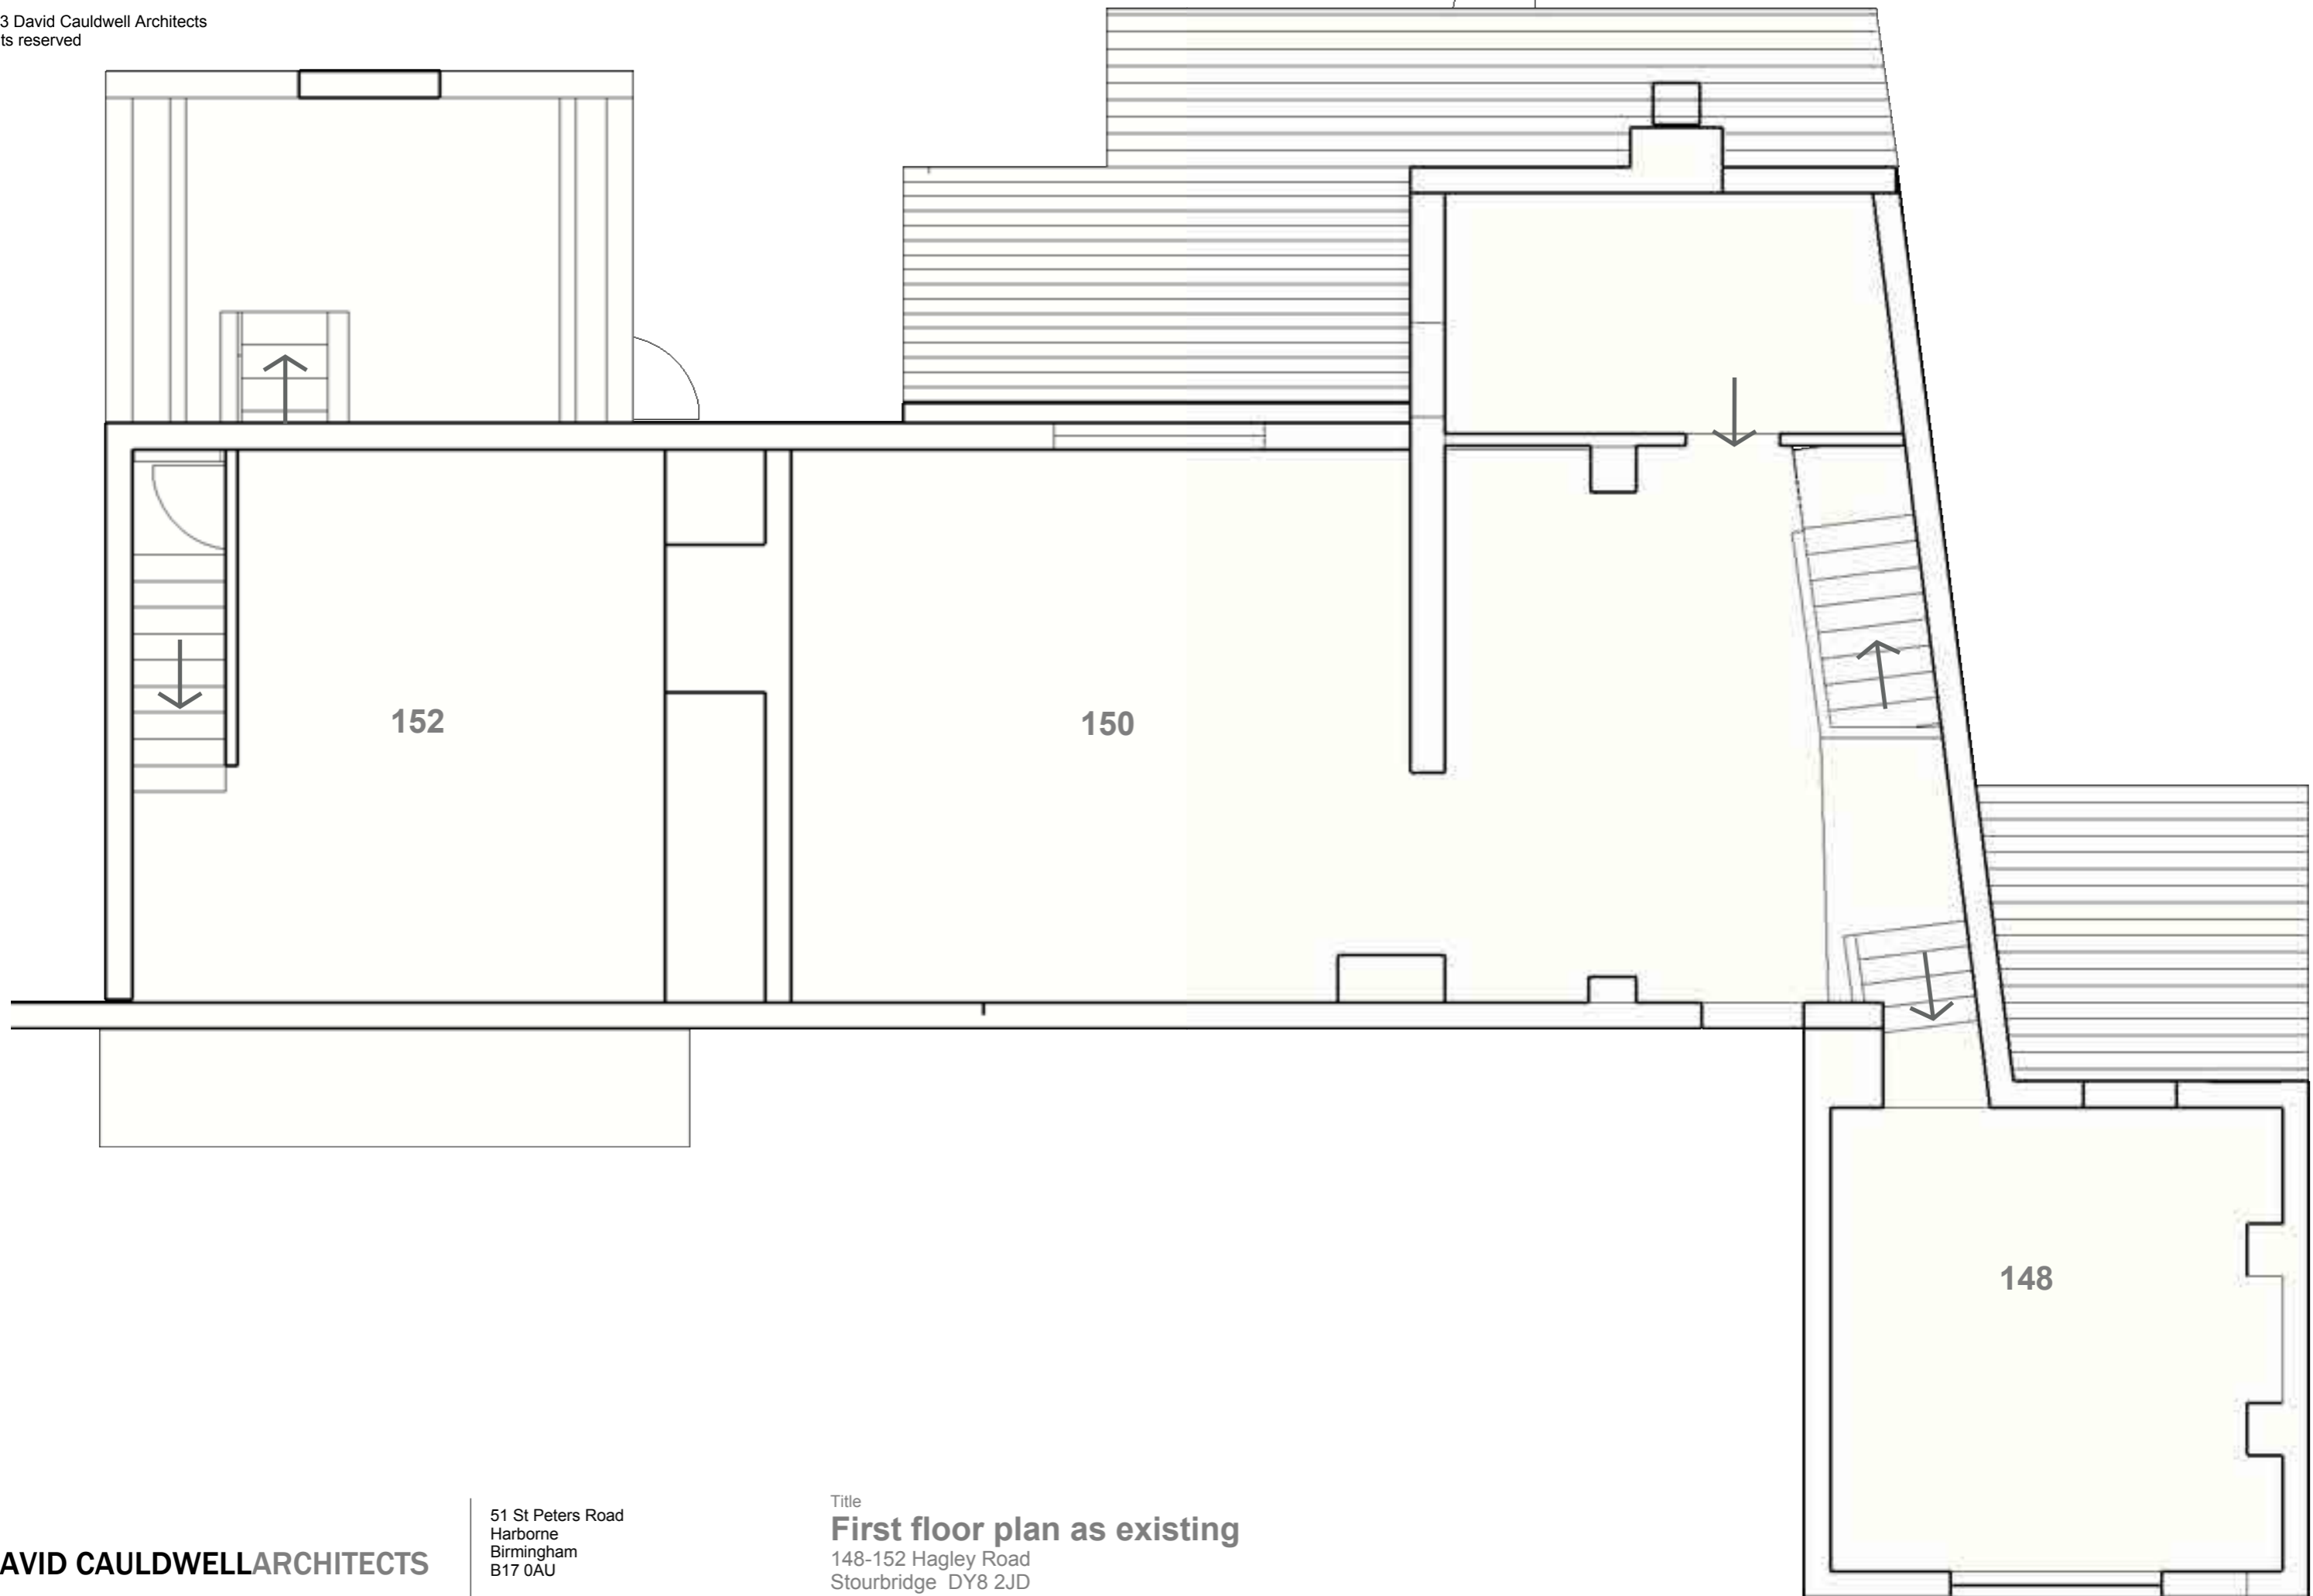 3 David Cauldwell Architects
ts reserved
152
150
148
AVID CAULDWELLARCHITECTS
51 St Peters Road
Harborne
Birmingham
B17 0AU
Title
First floor plan as existing
148-152 Hagley Road
Stourbridge DY8 2JD